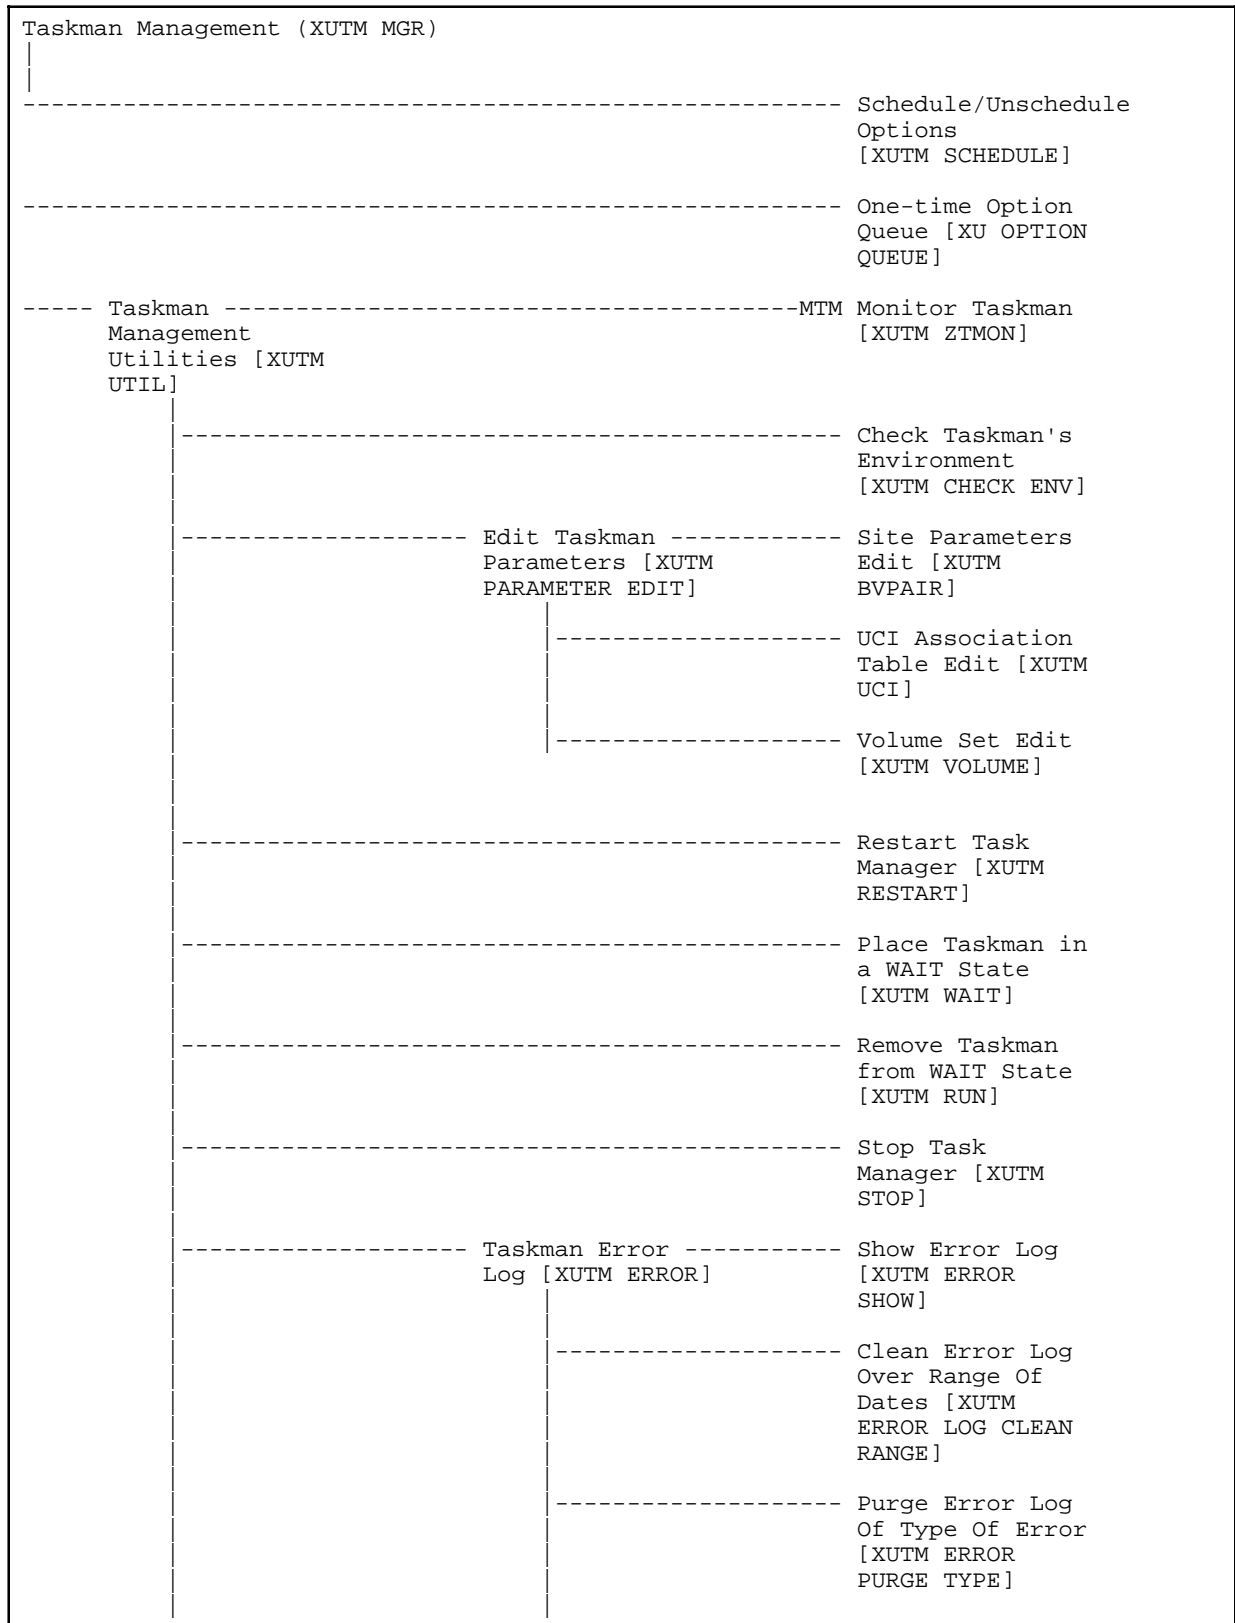 Taskman Management (XUTM MGR)
|
|
--------------------------------------------------------- Schedule/Unschedule
Options
[XUTM SCHEDULE]
--------------------------------------------------------- One-time Option
Queue [XU OPTION
QUEUE]
----- Taskman ----------------------------------------MTM Monitor Taskman
Management [XUTM ZTMON]
Utilities [XUTM
UTIL]
|---------------------------------------------- Check Taskman's
Environment
[XUTM CHECK ENV]
|-------------------- Edit Taskman ------------ Site Parameters
Parameters [XUTM Edit [XUTM
PARAMETER EDIT] BVPAIR]
|-------------------- UCI Association
Table Edit [XUTM
UCI]
|-------------------- Volume Set Edit
[XUTM VOLUME]
|---------------------------------------------- Restart Task
Manager [XUTM
RESTART]
|---------------------------------------------- Place Taskman in
a WAIT State
[XUTM WAIT]
|---------------------------------------------- Remove Taskman
from WAIT State
[XUTM RUN]
|---------------------------------------------- Stop Task
Manager [XUTM
STOP]
|-------------------- Taskman Error ----------- Show Error Log
Log [XUTM ERROR] [XUTM ERROR
SHOW]
|-------------------- Clean Error Log
Over Range Of
Dates [XUTM
ERROR LOG CLEAN
RANGE]
|-------------------- Purge Error Log
Of Type Of Error
[XUTM ERROR
PURGE TYPE]